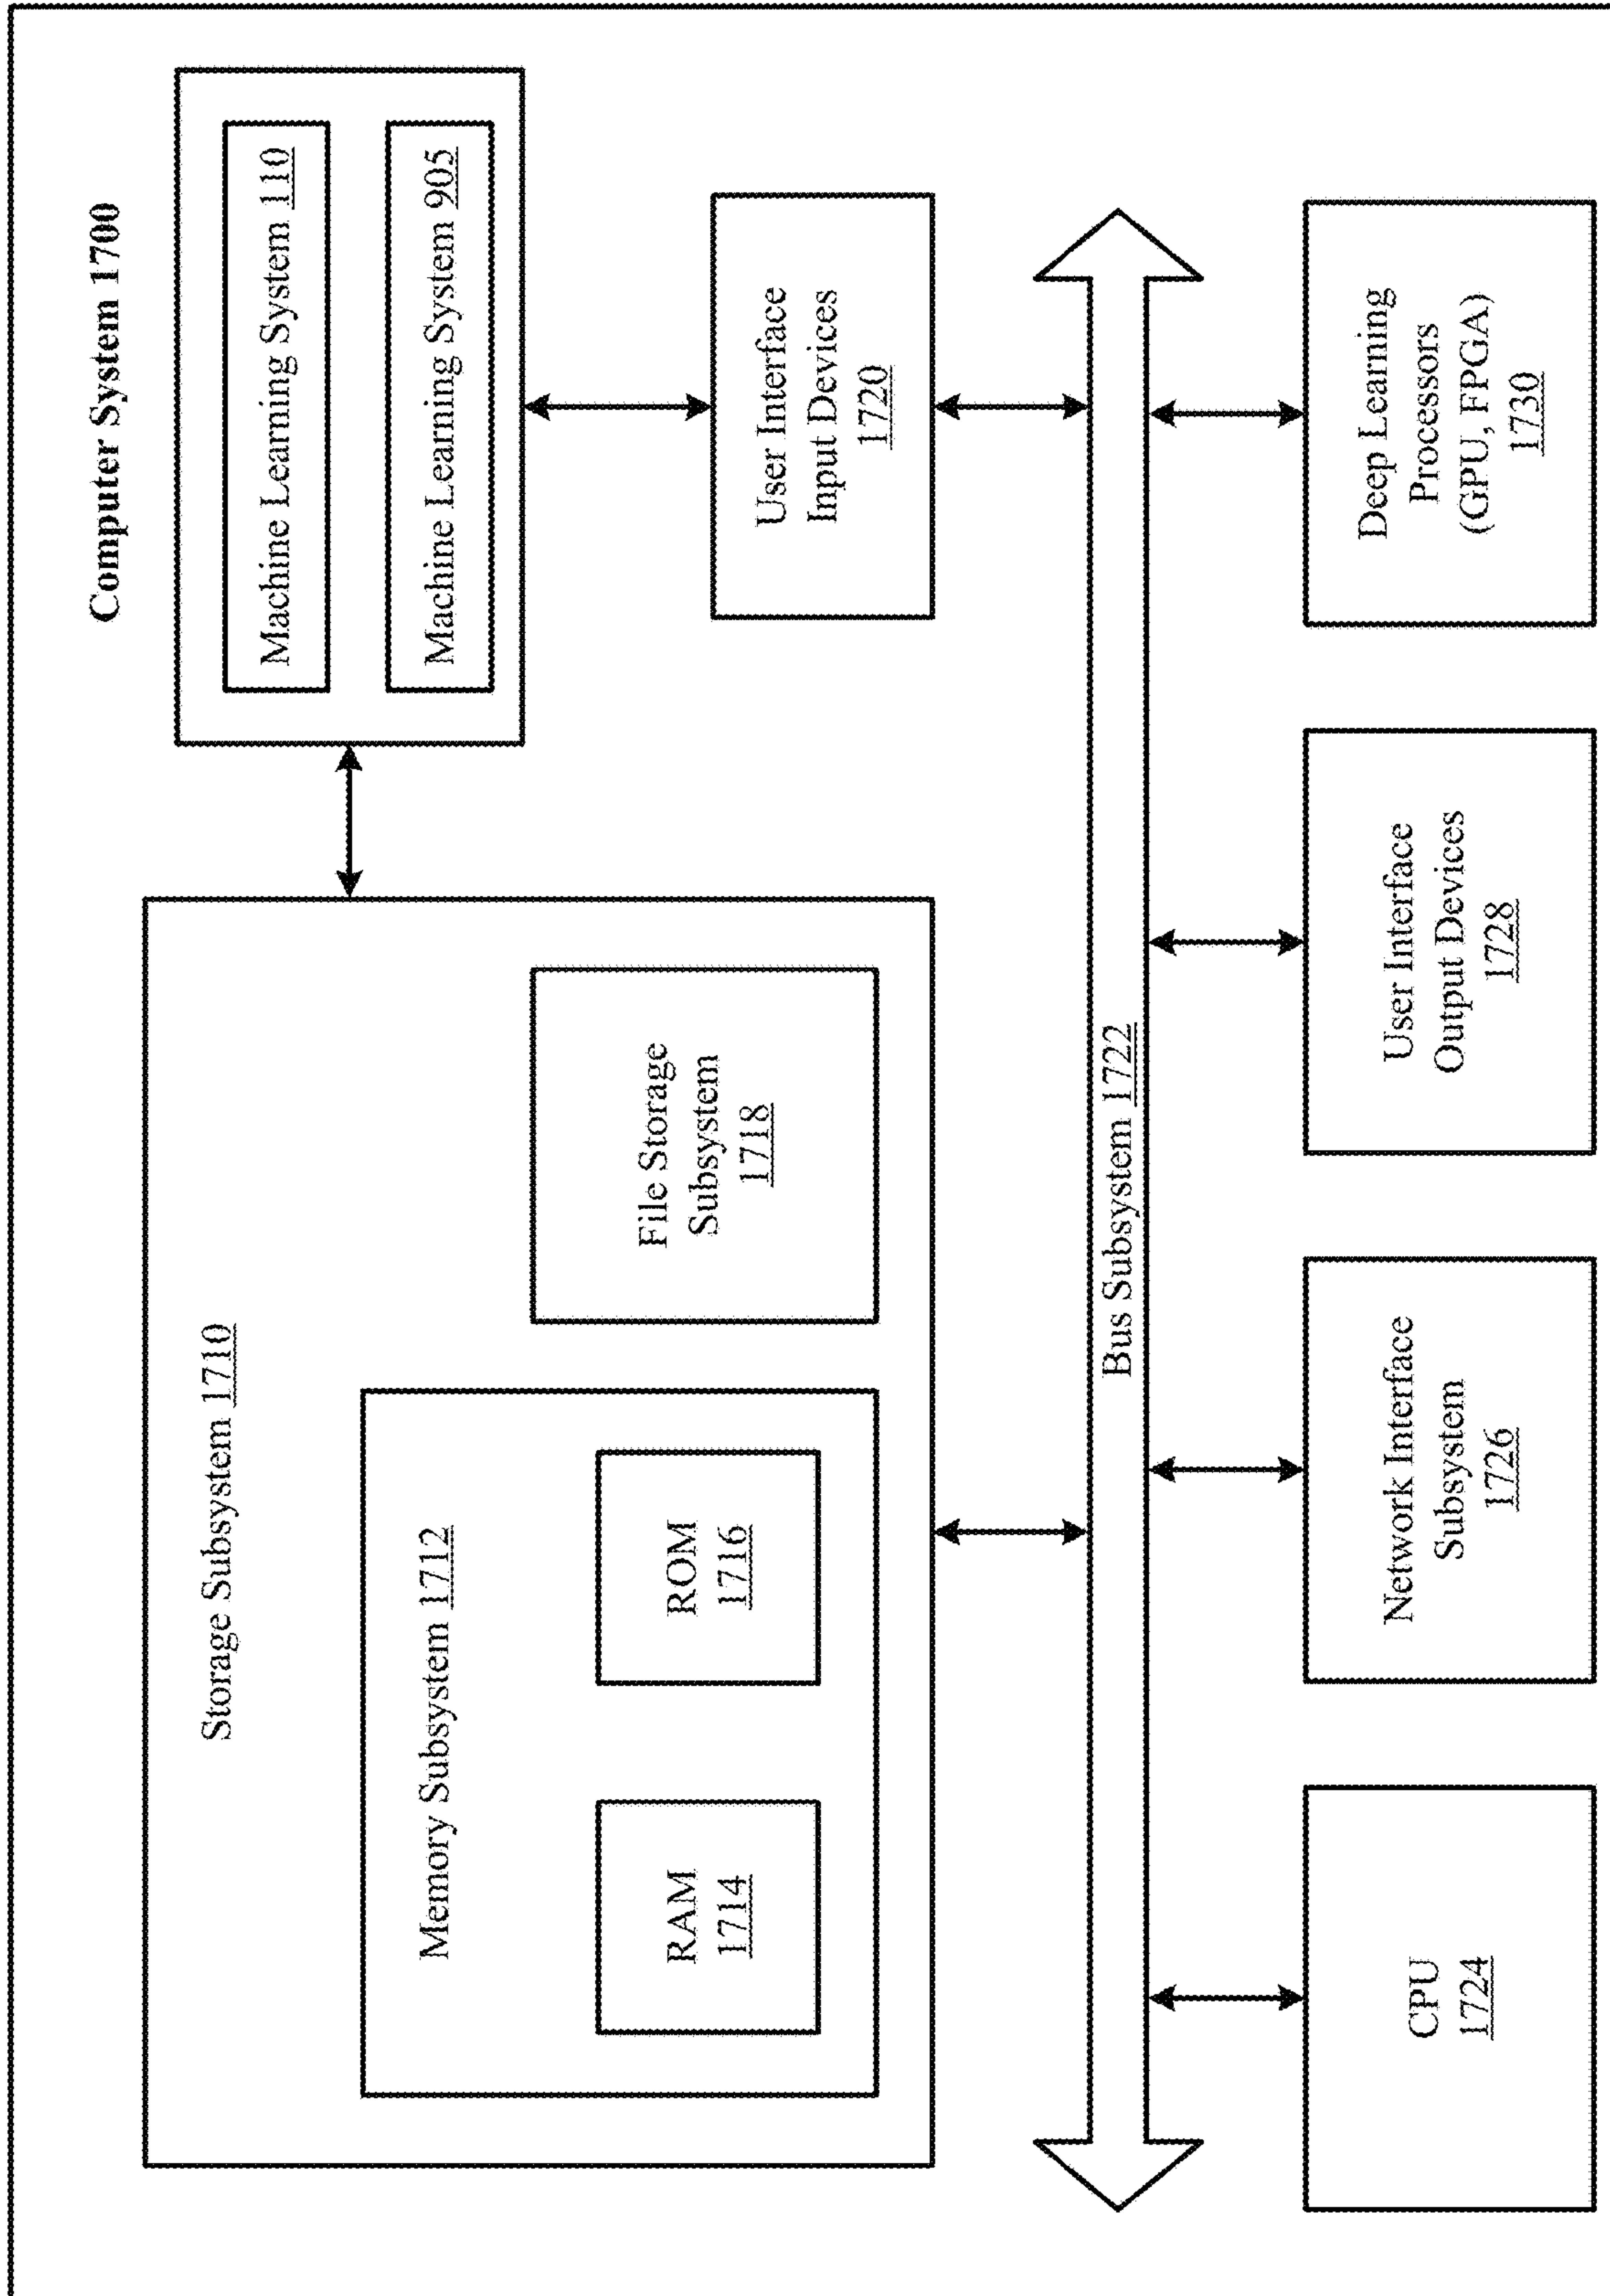 Computer System 1700
Storage Subsystem 1710
Memory Subsystem 1712
RAM
1714
ROM
1716
File Storage
Subsystem
1718
Machine Learning System 110
Machine Learning System 905
User Interface
Input Devices
1720
Bus Subsystem 1722
CPU
1724
Network Interface
Subsystem
1726
User Interface
Output Devices
1728
Deep Learning
Processors
(GPU, FPGA)
1730